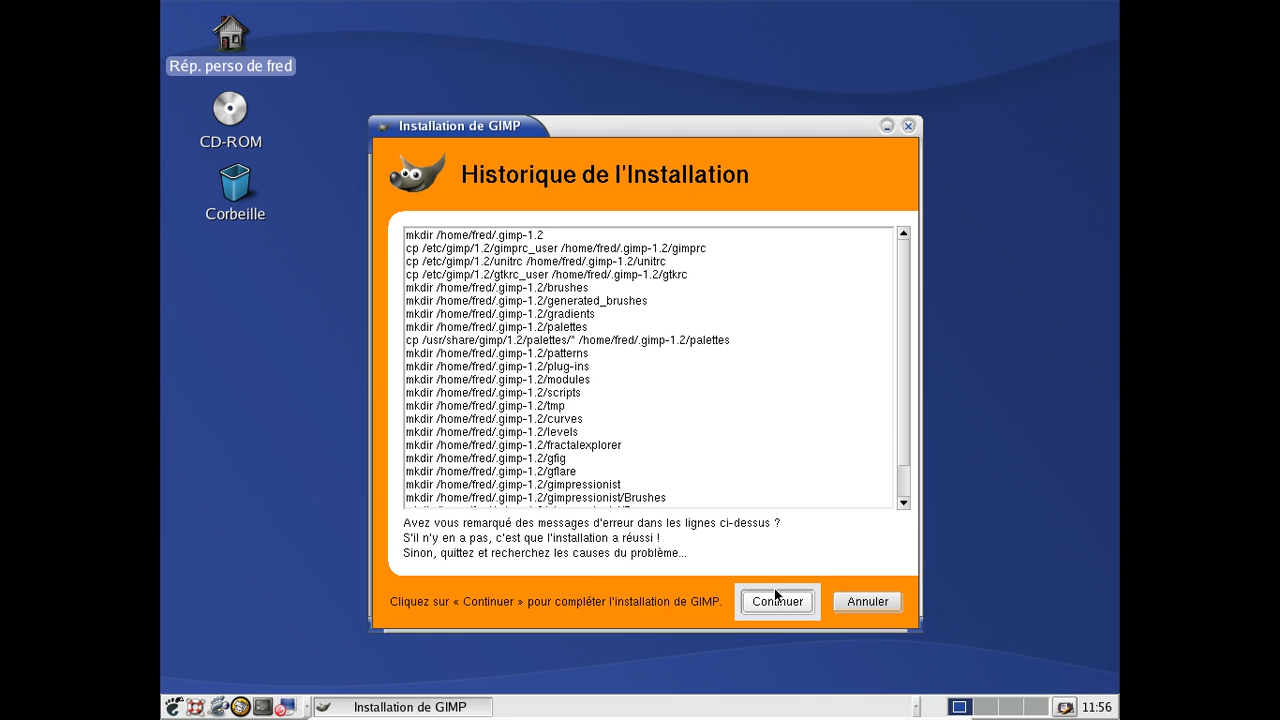 Rép. perso de fred
CD-ROM
Corbeille
Installation de GIMP
Historique de l'Installation
mkdir /home/fred/.gimp-1.2
cp /etc/gimp/1.2/gimprc_user /home/fred/.gimp-1.2/gimprc
cp /etc/gimp/1.2/unitrc /home/fred/.gimp-1.2/unitrc
cp /etc/gimp/1.2/gtkrc_user /home/fred/.gimp-1.2/gtkrc
mkdir /home/fred/.gimp-1.2/brushes
mkdir /home/fred/.gimp-1.2/generated_brushes
mkdir /home/fred/.gimp-1.2/gradients
mkdir /home/fred/.gimp-1.2/palettes
cp /usr/share/gimp/1.2/palettes/* /home/fred/.gimp-1.2/palettes
mkdir /home/fred/.gimp-1.2/patterns
mkdir /home/fred/.gimp-1.2/plug-ins
mkdir /home/fred/.gimp-1.2/modules
mkdir /home/fred/.gimp-1.2/scripts
mkdir /home/fred/.gimp-1.2/tmp
mkdir /home/fred/.gimp-1.2/curves
mkdir /home/fred/.gimp-1.2/levels
mkdir /home/fred/.gimp-1.2/fractalexplorer
mkdir /home/fred/.gimp-1.2/gfig
mkdir /home/fred/.gimp-1.2/gflare
mkdir /home/fred/.gimp-1.2/gimpressionist
mkdir /home/fred/.gimp-1.2/gimpressionist/Brushes
Avez vous remarqué des messages d'erreur dans les lignes ci-dessus ?
S'il n'y en a pas, c'est que l'installation a réussi !
Sinon, quittez et recherchez les causes du problème...
Cliquez sur « Continuer » pour compléter l'installation de GIMP.
Continuer
Annuler
Installation de GIMP
11:56